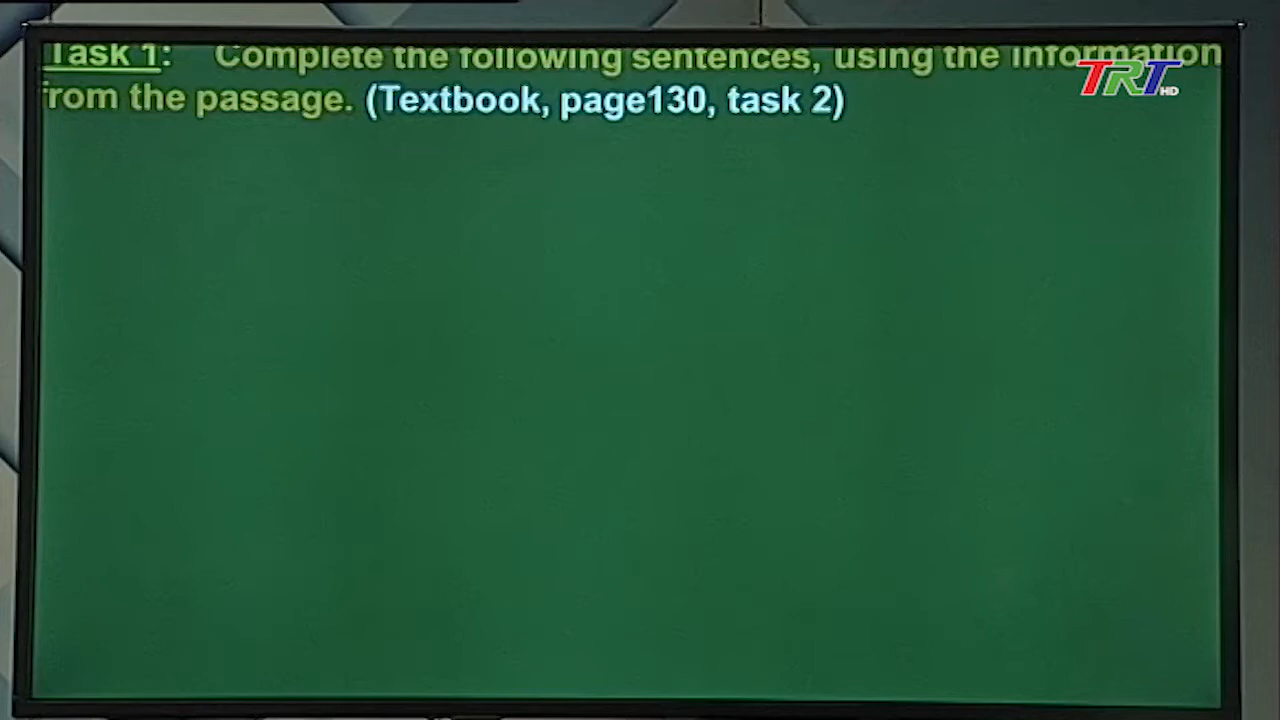 Task 1: Complete the following sentences, using the information
from the passage. (Textbook, page130, task 2)
TRT HD